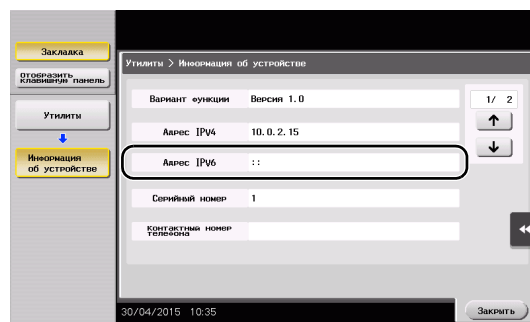 Закладка
Отобразить
клавишную панель
Утилиты
Информация
об устройстве
Утилиты > Информация об устройстве
Вариант функции Версия 1.0
1/ 2
Адрес IPv4 10.0.2.15
Адрес IPv6 ::
Серийный номер 1
Контактный номер
телефона
30/04/2015 10:35
Закрыть